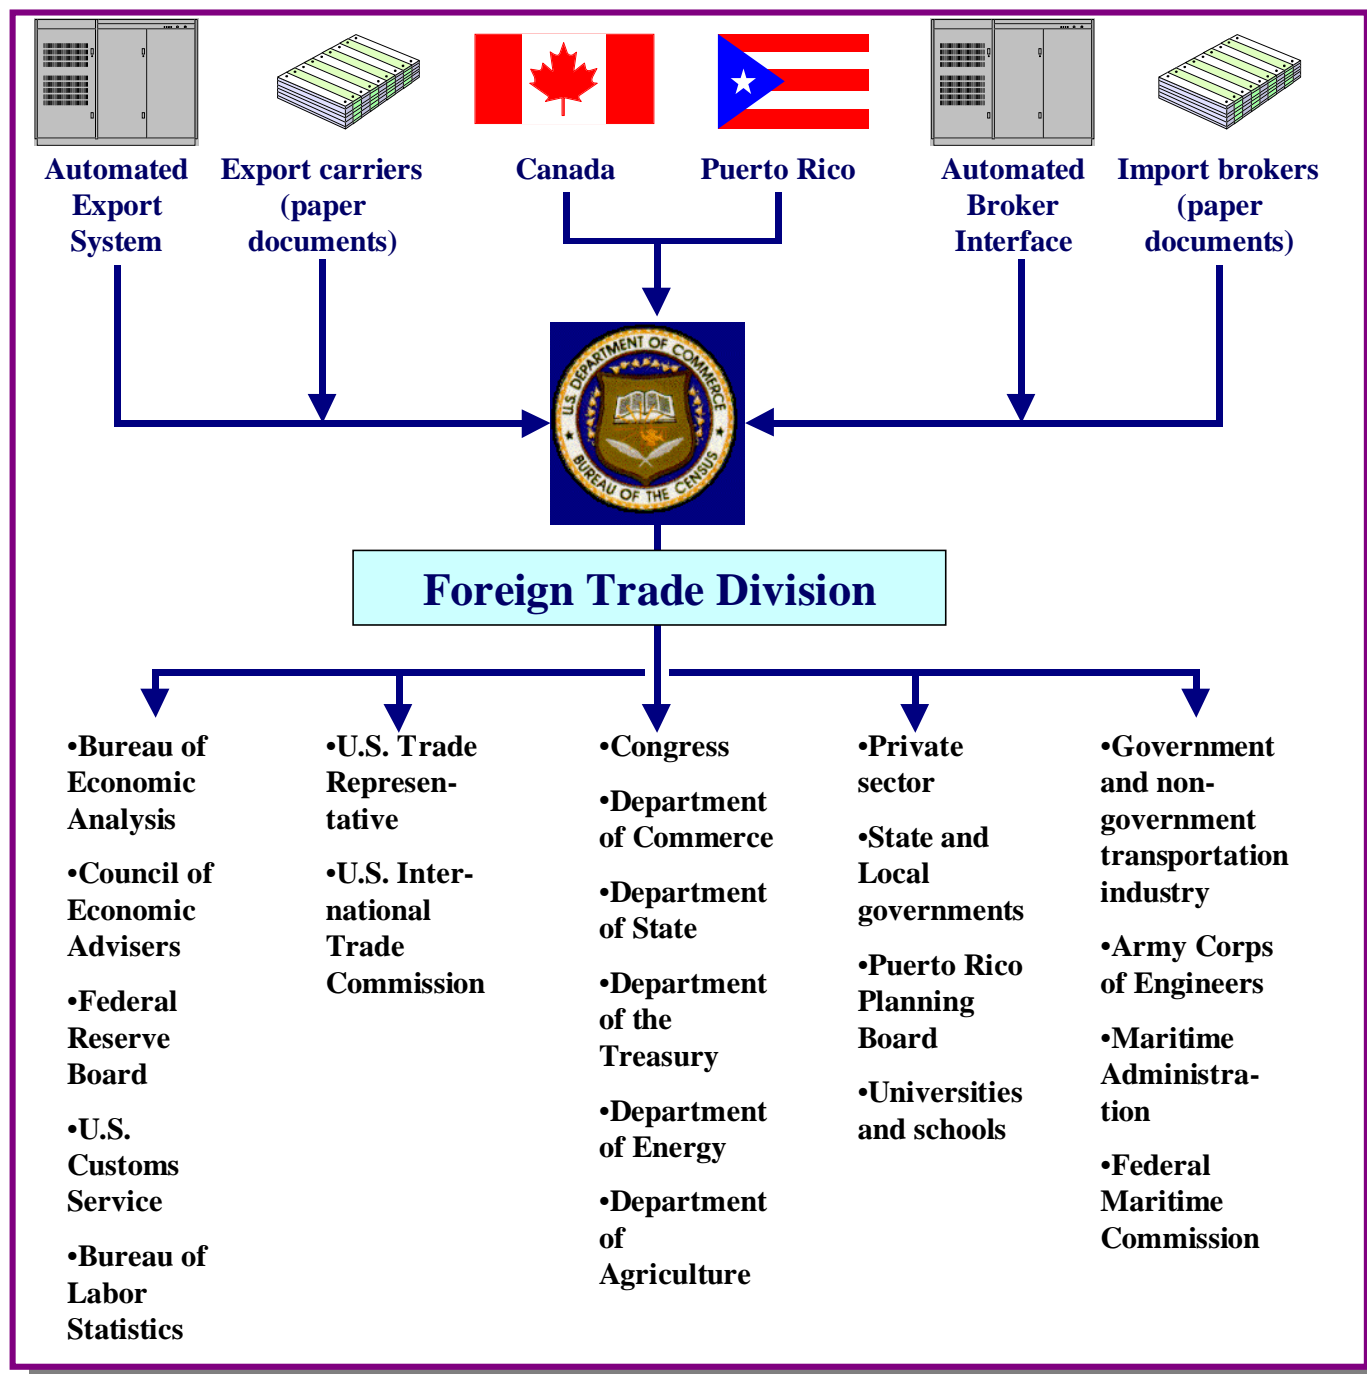 Automated
Export
System
Export carriers
(paper
documents)
Canada
Puerto Rico
Automated
Broker
Interface
Import brokers
(paper
documents)
U.S. DEPARTMENT OF COMMERCE
BUREAU OF THE CENSUS
Foreign Trade Division
•Bureau of
Economic
Analysis
•Council of
Economic
Advisers
•Federal
Reserve
Board
•U.S.
Customs
Service
•Bureau of
Labor
Statistics
•U.S. Trade
Represen-
tative
•U.S. Inter-
national
Trade
Commission
•Congress
•Department
of Commerce
•Department
of State
•Department
of the
Treasury
•Department
of Energy
•Department
of
Agriculture
•Private
sector
•State and
Local
governments
•Puerto Rico
Planning
Board
•Universities
and schools
•Government
and non-
government
transportation
industry
•Army Corps
of Engineers
•Maritime
Administra-
tion
•Federal
Maritime
Commission